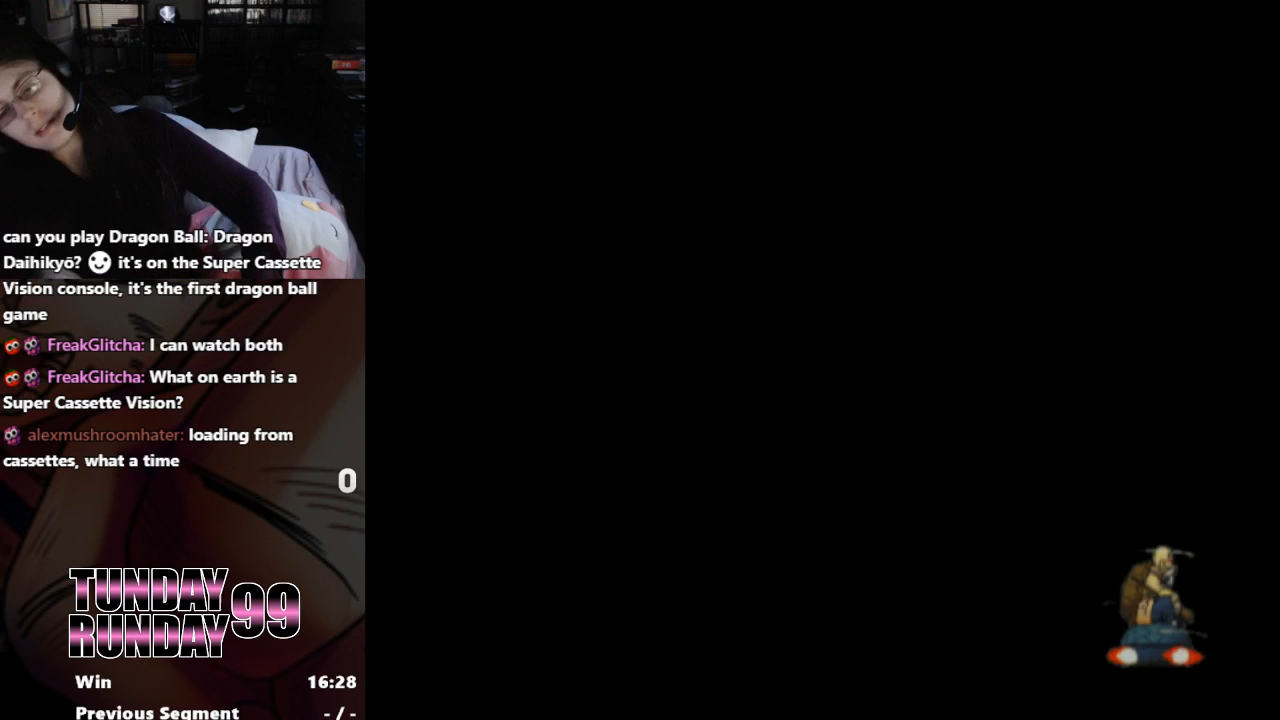 can you play Dragon Ball: Dragon
Daihikyō? it's on the Super Cassette
Vision console, it's the first dragon ball
game
FreakGlitcha: I can watch both
FreakGlitcha: What on earth is a
Super Cassette Vision?
alexmushroomhater: loading from
cassettes, what a time
0
TUNDAY
RUNDAY 99
Win 16:28
Previous Segment - / -